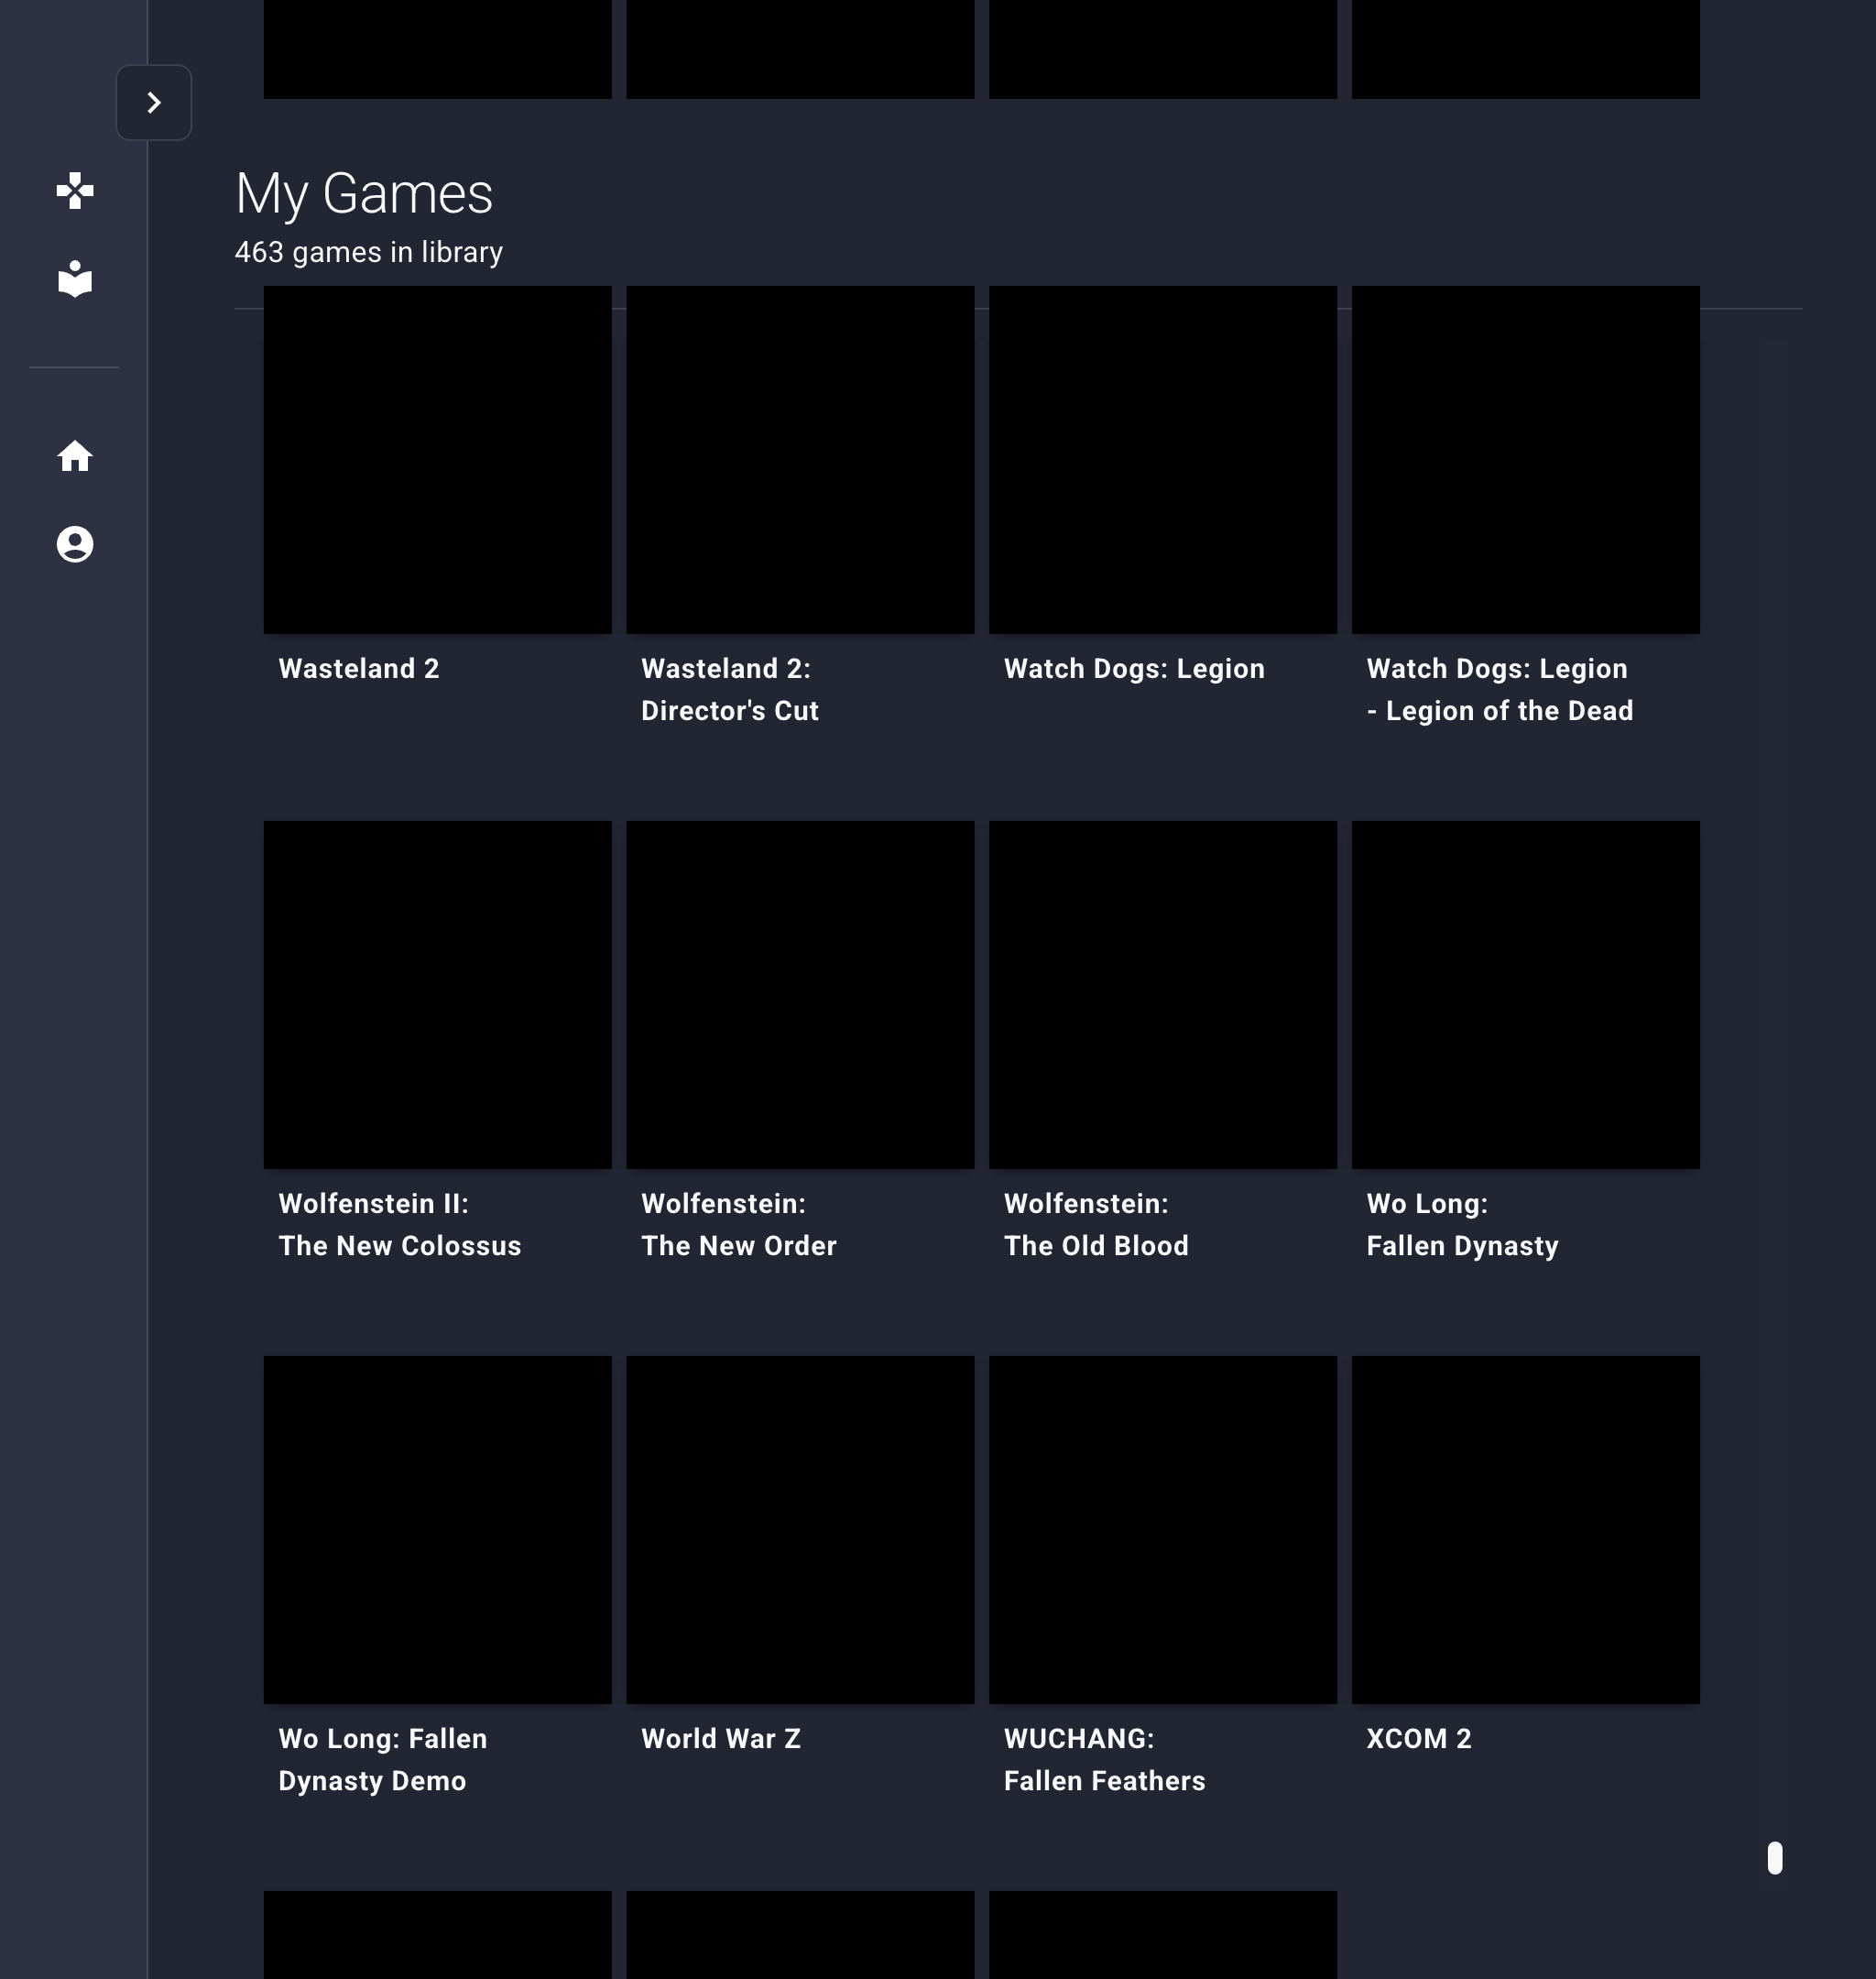 My Games
463 games in library
Wasteland 2
Wasteland 2:
Director's Cut
Watch Dogs: Legion
Watch Dogs: Legion
- Legion of the Dead
Wolfenstein II:
The New Colossus
Wolfenstein:
The New Order
Wolfenstein:
The Old Blood
Wo Long:
Fallen Dynasty
Wo Long: Fallen
Dynasty Demo
World War Z
WUCHANG:
Fallen Feathers
XCOM 2